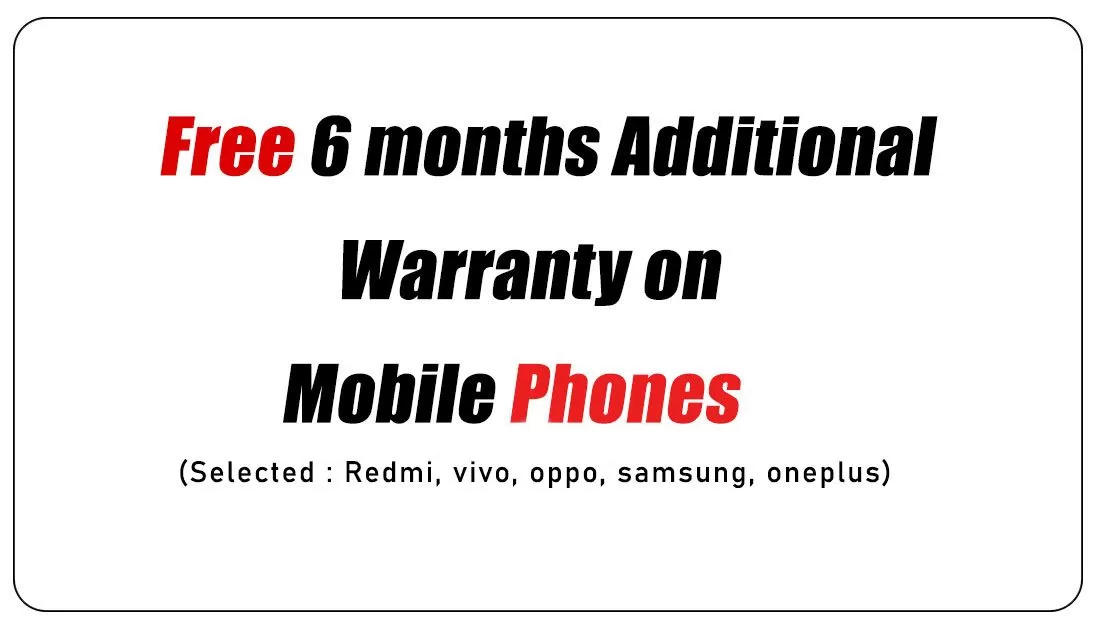 Free 6 months Additional
Warranty on
Mobile Phones
(Selected : Redmi, vivo, oppo, samsung, oneplus)